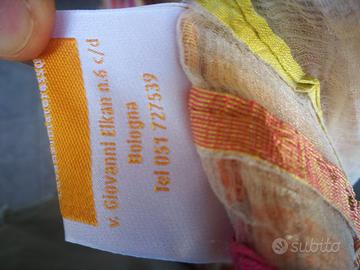 v. Giovanni Elkan n.6 c/d
Bologna
Tel 051 727539
subito